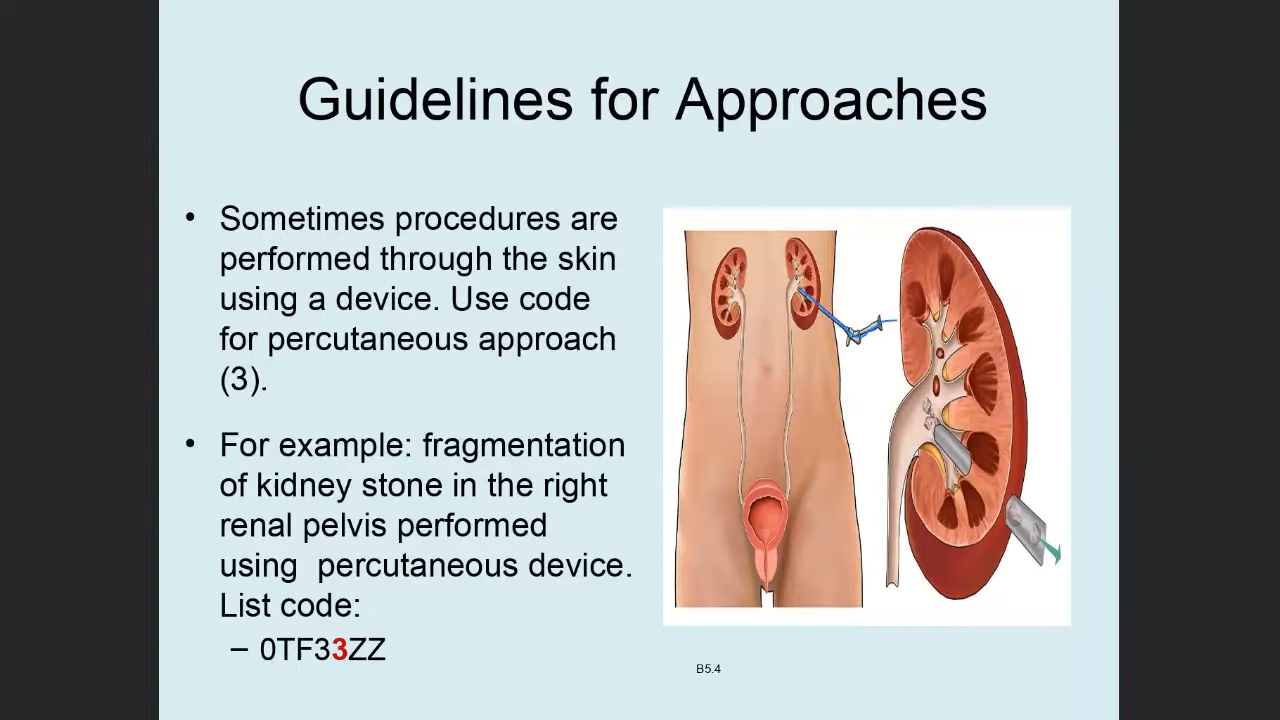 Guidelines for Approaches
• Sometimes procedures are
performed through the skin
using a device. Use code
for percutaneous approach
(3).
• For example: fragmentation
of kidney stone in the right
renal pelvis performed
using  percutaneous device.
List code:
– 0TF33ZZ
B5.4